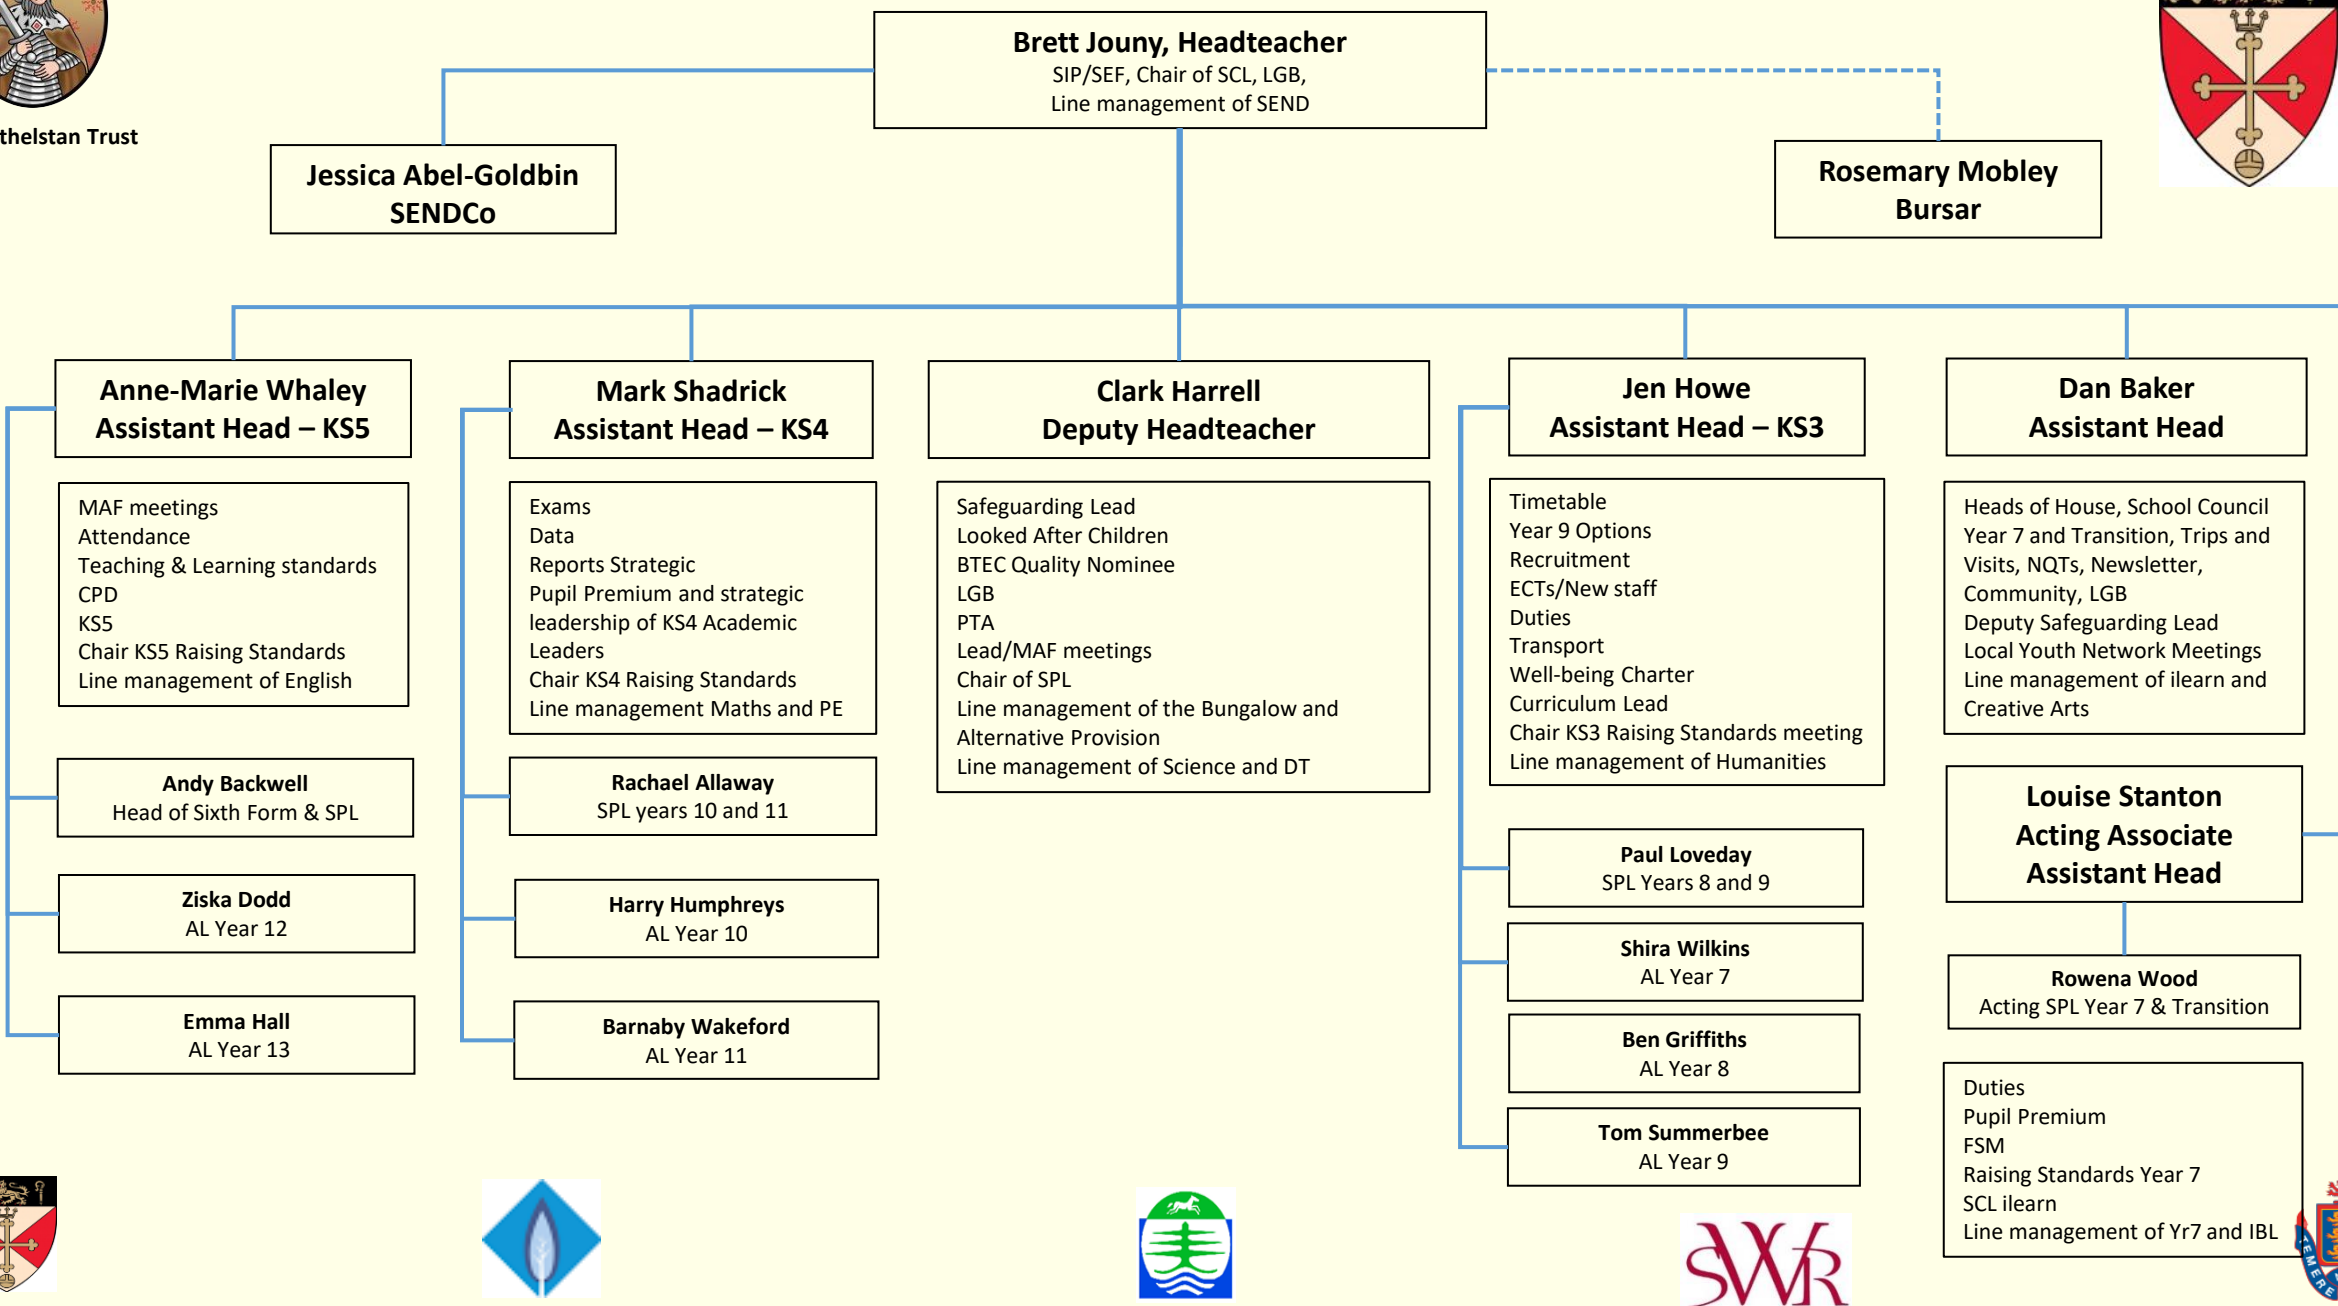 Brett Jouny, Headteacher
SIP/SEF, Chair of SCL, LGB,
Line management of SEND
thelstan Trust
Jessica Abel-Goldbin
SENDCo
Rosemary Mobley
Bursar
Anne-Marie Whaley
Assistant Head – KS5
MAF meetings
Attendance
Teaching & Learning standards
CPD
KS5
Chair KS5 Raising Standards
Line management of English
Andy Backwell
Head of Sixth Form & SPL
Ziska Dodd
AL Year 12
Emma Hall
AL Year 13
Mark Shadrick
Assistant Head – KS4
Exams
Data
Reports Strategic
Pupil Premium and strategic
leadership of KS4 Academic
Leaders
Chair KS4 Raising Standards
Line management Maths and PE
Rachael Allaway
SPL years 10 and 11
Harry Humphreys
AL Year 10
Barnaby Wakeford
AL Year 11
Clark Harrell
Deputy Headteacher
Safeguarding Lead
Looked After Children
BTEC Quality Nominee
LGB
PTA
Lead/MAF meetings
Chair of SPL
Line management of the Bungalow and
Alternative Provision
Line management of Science and DT
Jen Howe
Assistant Head – KS3
Timetable
Year 9 Options
Recruitment
ECTs/New staff
Duties
Transport
Well-being Charter
Curriculum Lead
Chair KS3 Raising Standards meeting
Line management of Humanities
Paul Loveday
SPL Years 8 and 9
Shira Wilkins
AL Year 7
Ben Griffiths
AL Year 8
Tom Summerbee
AL Year 9
Dan Baker
Assistant Head
Heads of House, School Council
Year 7 and Transition, Trips and
Visits, NQTs, Newsletter,
Community, LGB
Deputy Safeguarding Lead
Local Youth Network Meetings
Line management of ilearn and
Creative Arts
Louise Stanton
Acting Associate
Assistant Head
Rowena Wood
Acting SPL Year 7 & Transition
Duties
Pupil Premium
FSM
Raising Standards Year 7
SCL ilearn
Line management of Yr7 and IBL
SWR